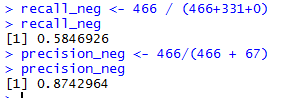 > recall_neg <- 466 / (466+331+0)
> recall_neg
[1] 0.5846926
> precision_neg <- 466/(466 + 67)
> precision_neg
[1] 0.8742964
>